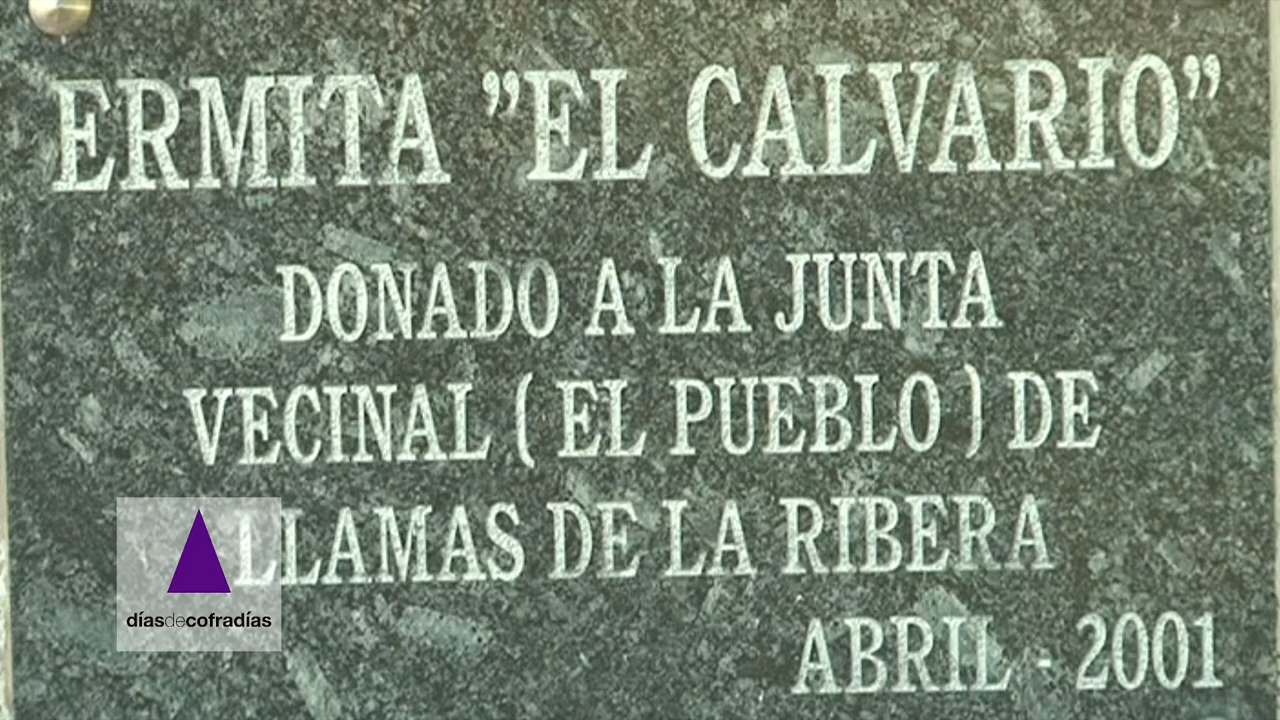 ERMITA "EL CALVARIO"
DONADO A LA JUNTA
VECINAL ( EL PUEBLO ) DE
LLAMAS DE LA RIBERA
ABRIL - 2001
díasdecofradías